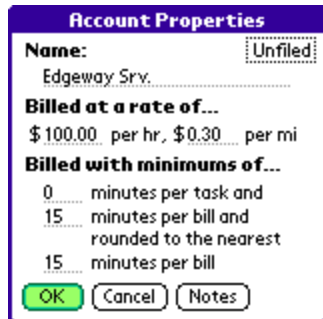 Account Properties
Name: Unfiled
Edgeway Srv.
Billed at a rate of...
$ 100.00 per hr, $ 0.30 per mi
Billed with minimums of...
0 minutes per task and
15 minutes per bill and
rounded to the nearest
15 minutes per bill
OK Cancel Notes